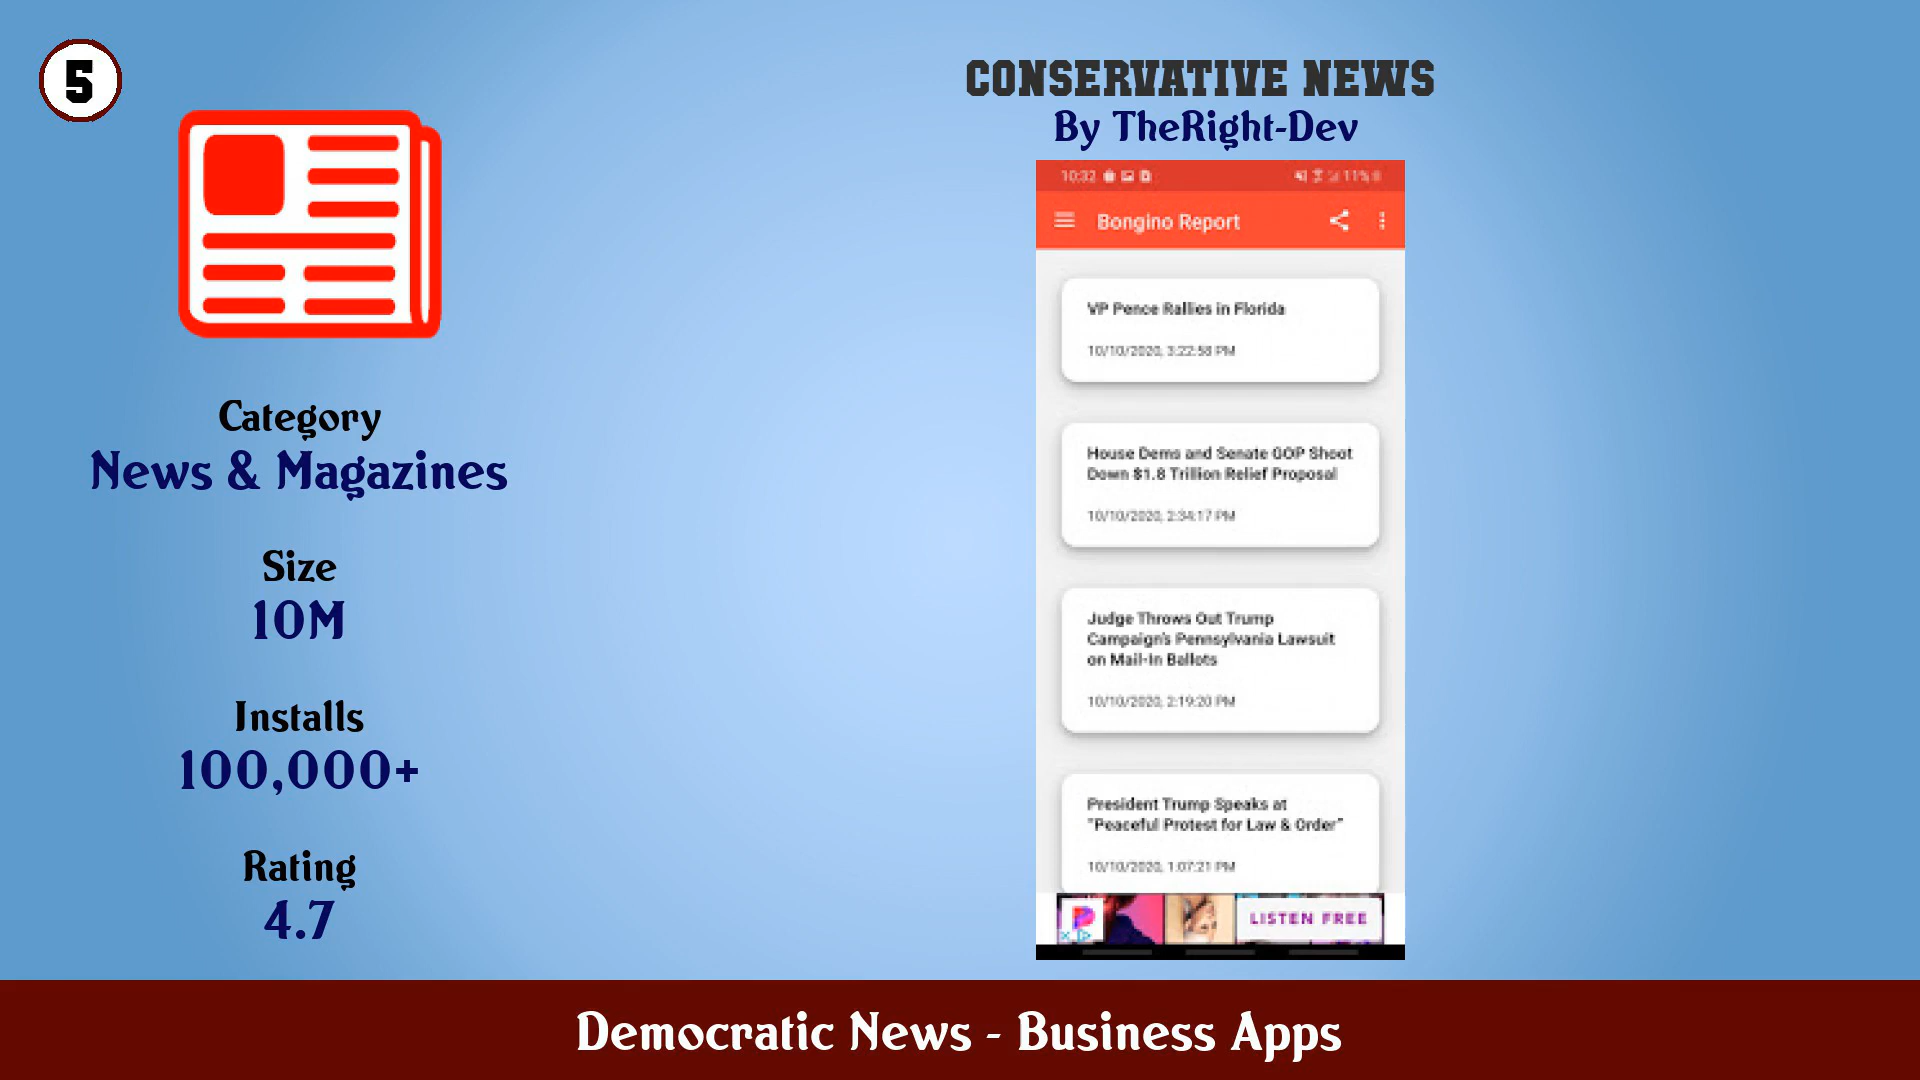 5
CONSERVATIVE NEWS
By TheRight-Dev
Category
News & Magazines
Size
10M
Installs
100,000+
Rating
4.7
10:32
11%
Bongino Report
VP Pence Rallies in Florida
10/10/2020, 3:22:58 PM
House Dems and Senate GOP Shoot
Down $1.8 Trillion Relief Proposal
10/10/2020, 2:34:17 PM
Judge Throws Out Trump
Campaign's Pennsylvania Lawsuit
on Mail-In Ballots
10/10/2020, 2:19:20 PM
President Trump Speaks at
"Peaceful Protest for Law & Order"
10/10/2020, 1:07:21 PM
LISTEN FREE
Democratic News - Business Apps